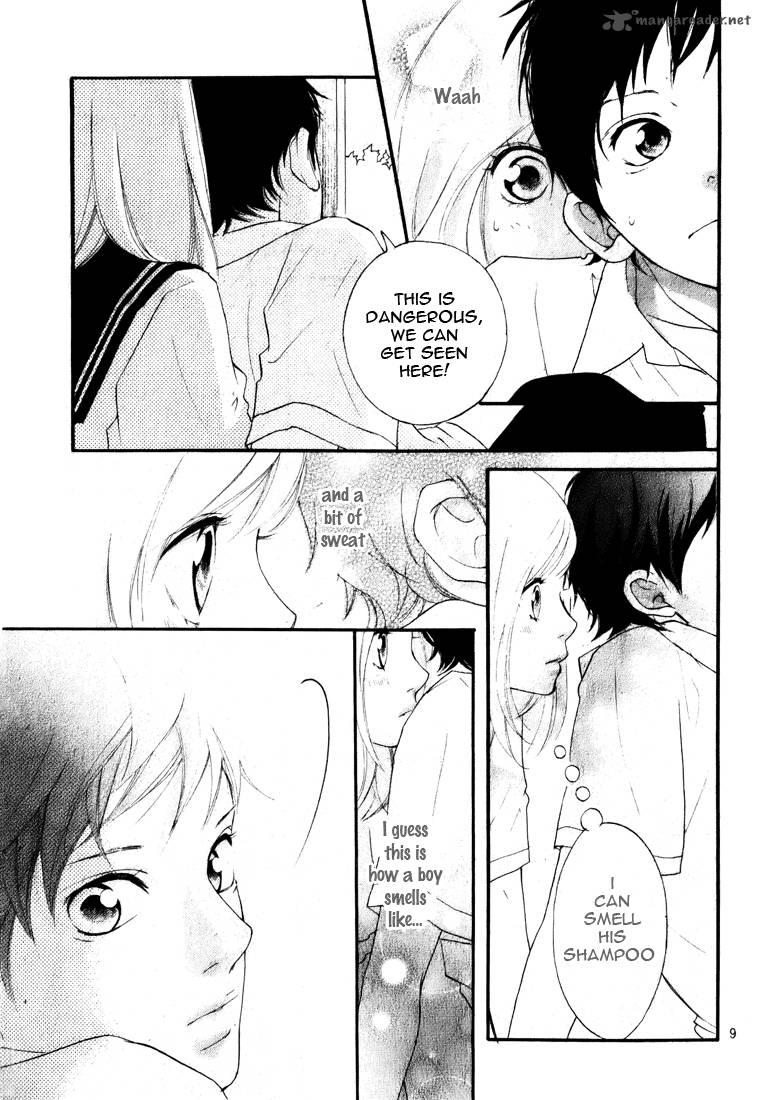 mangareader.net
Waah
THIS IS
DANGEROUS,
WE CAN
GET SEEN
HERE!
I
CAN
SMELL
HIS
SHAMPOO
and a
bit of
sweat
I guess
this is
how a boy
smells
like...
9